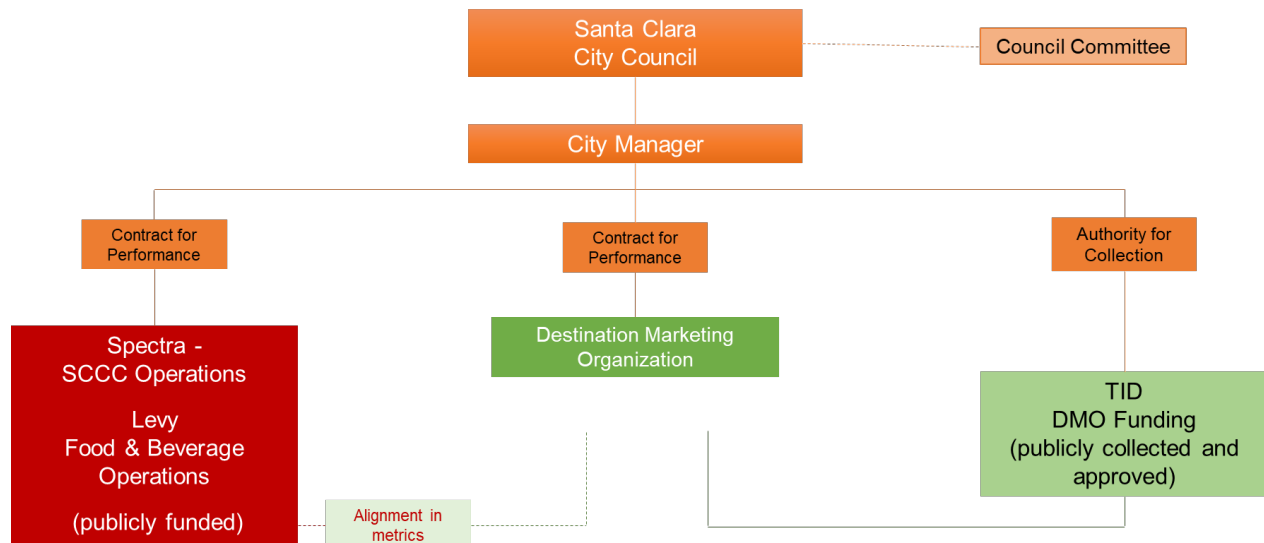 Santa Clara
City Council
Council Committee
City Manager
Contract for
Performance
Contract for
Performance
Authority for
Collection
Spectra -
SCCC Operations
Levy
Food & Beverage
Operations
(publicly funded)
Destination Marketing
Organization
TID
DMO Funding
(publicly collected and
approved)
Alignment in
metrics